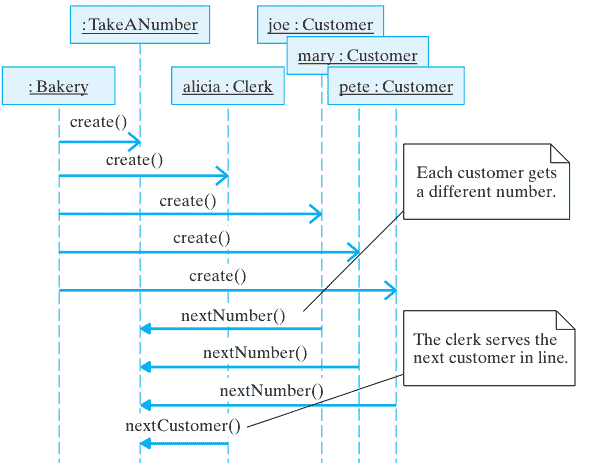 : TakeANumber
joe : Customer
mary : Customer
: Bakery
alicia : Clerk
pete : Customer
create()
create()
create()
create()
create()
Each customer gets
a different number.
nextNumber()
nextNumber()
nextNumber()
nextCustomer()
The clerk serves the
next customer in line.